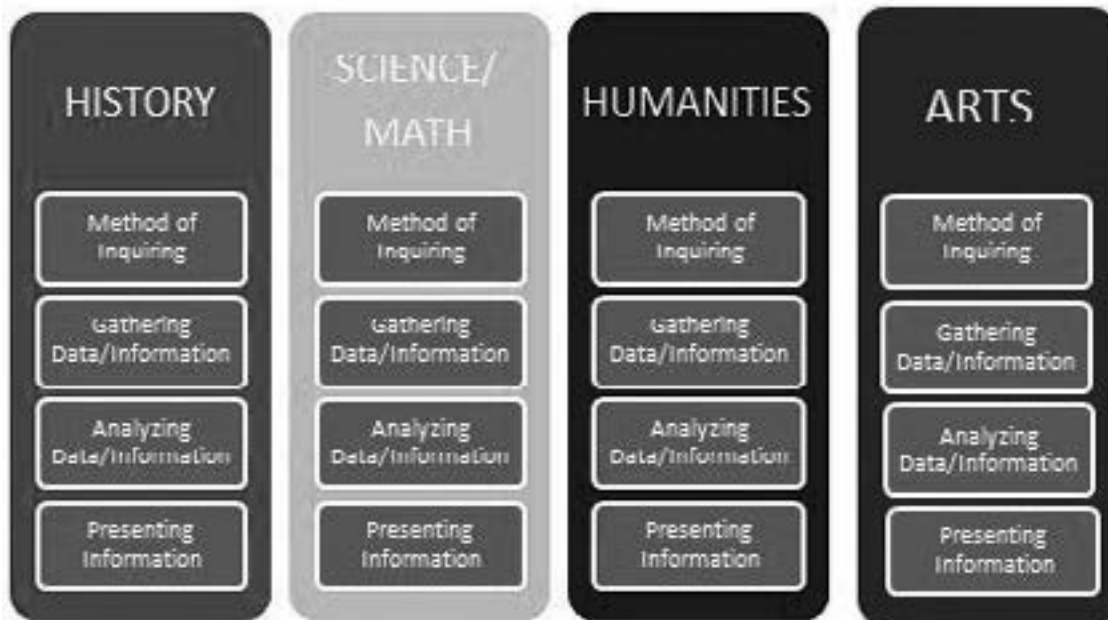 HISTORY
Method of
Inquiring
Gathering
Data/Information
Analyzing
Data/Information
Presenting
Information
SCIENCE/
MATH
Method of
Inquiring
Gathering
Data/Information
Analyzing
Data/Information
Presenting
Information
HUMANITIES
Method of
Inquiring
Gathering
Data/Information
Analyzing
Data/Information
Presenting
Information
ARTS
Method of
Inquiring
Gathering
Data/Information
Analyzing
Data/Information
Presenting
Information